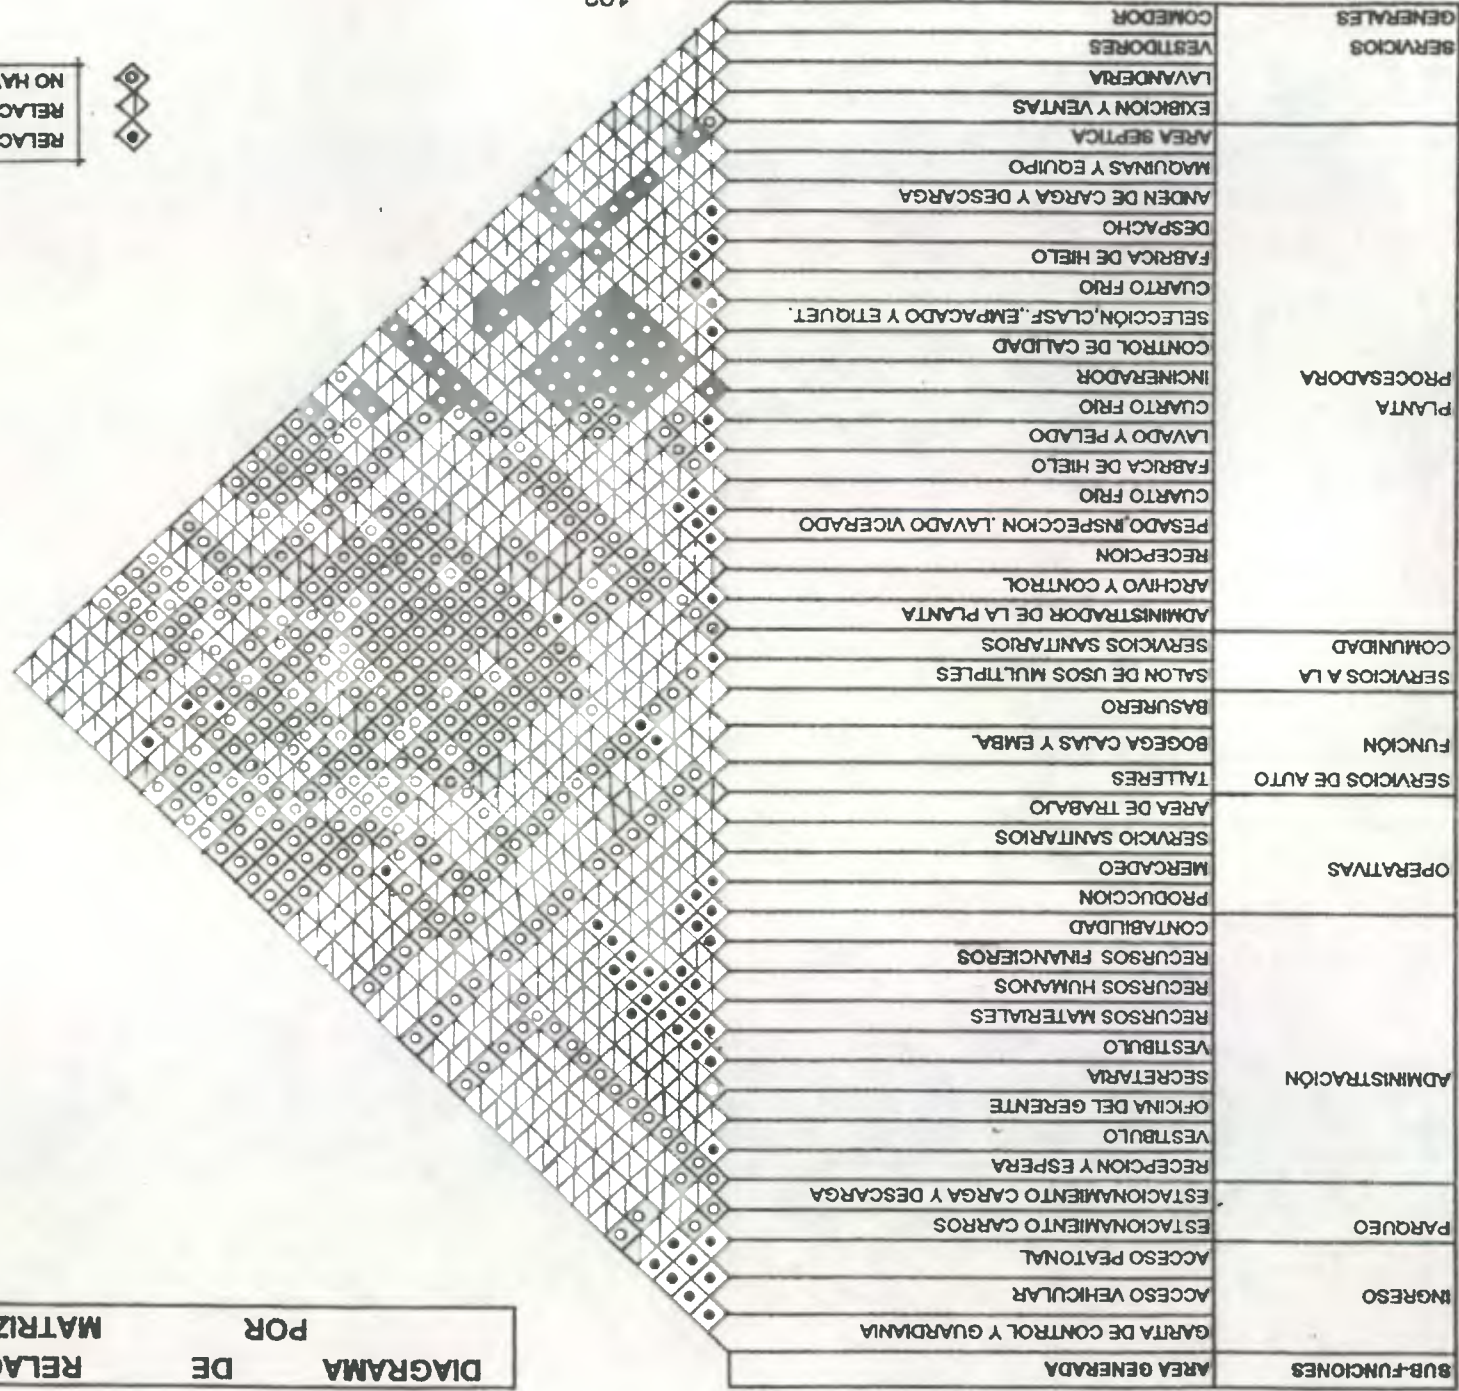 DIAGRAMA DE
POR
SUB-FUNCIONES AREA GENERADA
INGRESO
GARITA DE CONTROL Y GUARDIANIA
ACCESO VEHICULAR
ACCESO PEATONAL
PARQUEO
ESTACIONAMIENTO CARROS
ESTACIONAMIENTO CARGA Y DESCARGA
ADMINISTRACIÓN
RECEPCION Y ESPERA
VESTIBULO
OFICINA DEL GERENTE
SECRETARIA
VESTIBULO
RECURSOS MATERIALES
RECURSOS HUMANOS
RECURSOS FINANCIEROS
CONTABILIDAD
OPERATIVAS
PRODUCCION
MERCADEO
SERVICIO SANITARIOS
AREA DE TRABAJO
SERVICIOS DE AUTO
FUNCIÓN
TALLERES
BOGEGA CAJAS Y EMBA.
BASURERO
SERVICIOS A LA
COMUNIDAD
SALON DE USOS MULTIPLES
SERVICIOS SANITARIOS
PLANTA
PROCESADORA
ADMINISTRADOR DE LA PLANTA
ARCHIVO Y CONTROL
RECEPCION
PESADO, INSPECCION .LAVADO VICERADO
CUARTO FRIO
FABRICA DE HIELO
LAVADO Y PELADO
CUARTO FRIO
INCINERADOR
CONTROL DE CALIDAD
SELECCIÓN,CLASF.,EMPACADO Y ETIQUET.
CUARTO FRIO
FABRICA DE HIELO
DESPACHO
ANDEN DE CARGA Y DESCARGA
MAQUINAS Y EQUIPO
AREA SEPTICA
SERVICIOS
GENERALES
EXIBICION Y VENTAS
LAVANDERIA
VESTIDORES
COMEDOR
NO HAY